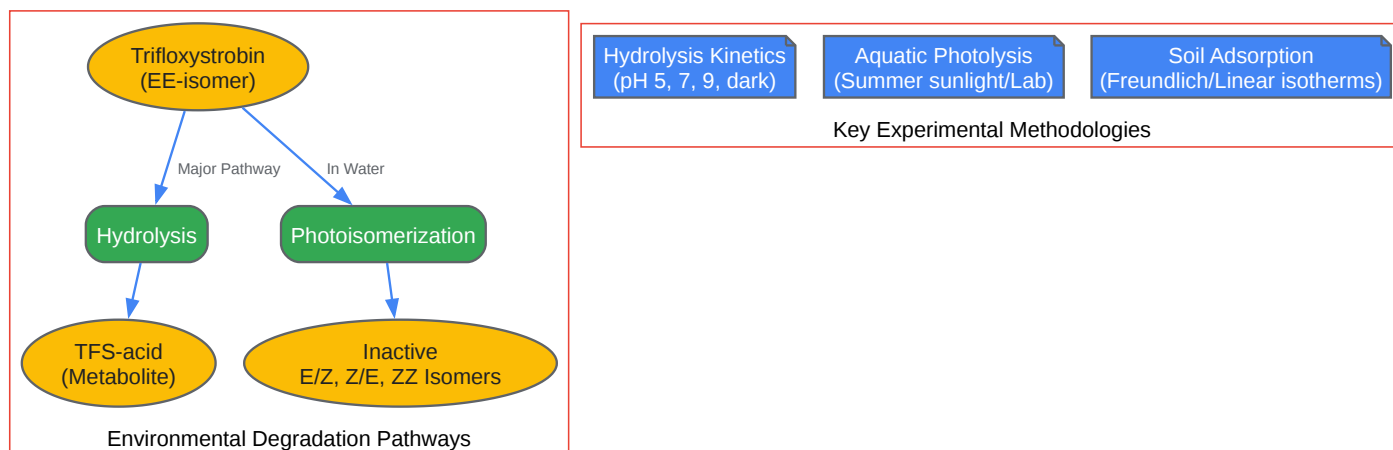 Trifloxystrobin
(EE-isomer)
Major Pathway
In Water
Hydrolysis
Photoisomerization
TFS-acid
(Metabolite)
Inactive
E/Z, Z/E, ZZ Isomers
Environmental Degradation Pathways
Hydrolysis Kinetics
(pH 5, 7, 9, dark)
Aquatic Photolysis
(Summer sunlight/Lab)
Soil Adsorption
(Freundlich/Linear isotherms)
Key Experimental Methodologies